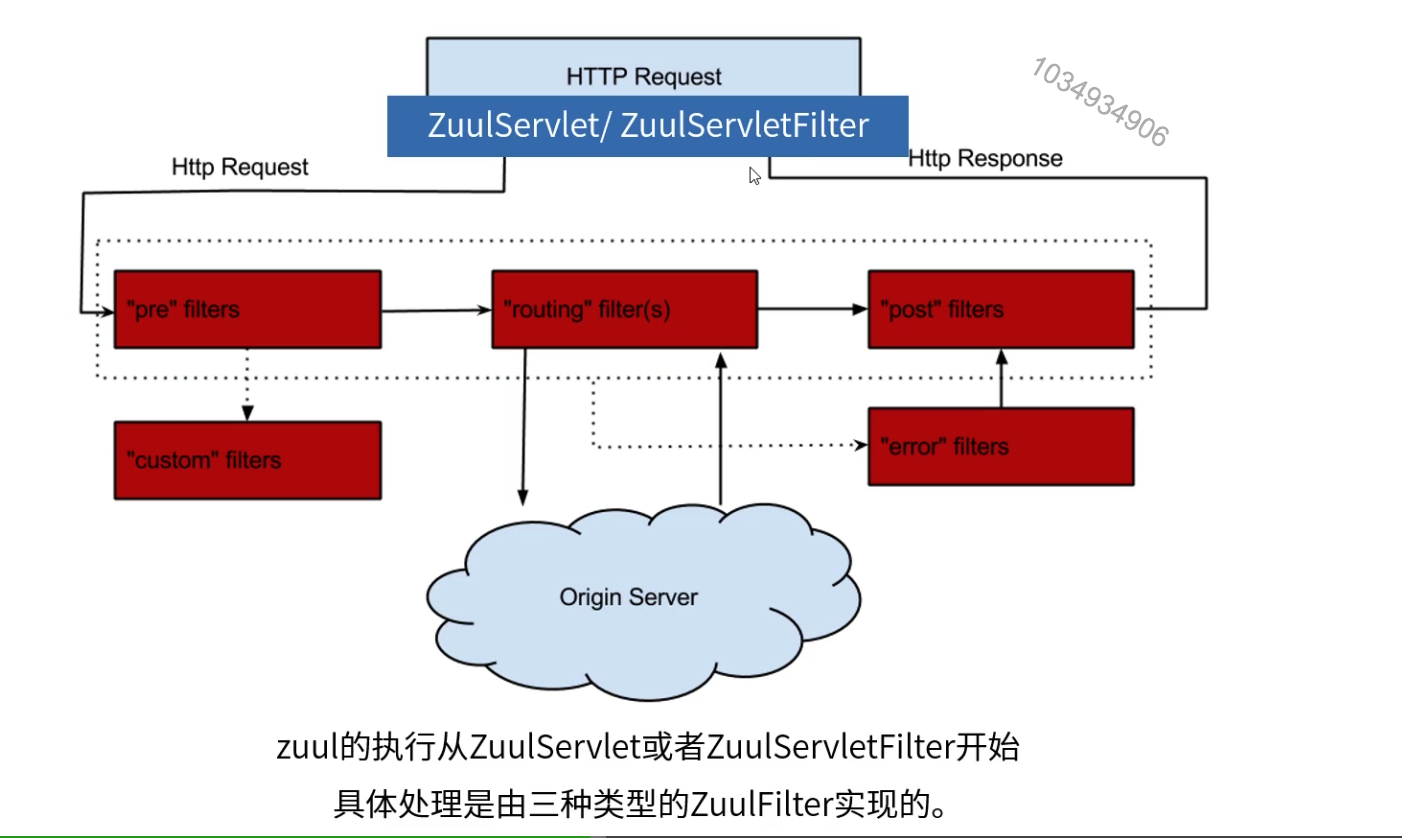 HTTP Request
ZuulServlet/ ZuulServletFilter
1034934906
Http Request
Http Response
"pre" filters
"routing" filter(s)
"post" filters
"custom" filters
"error" filters
Origin Server
zuul的执行从ZuulServlet或者ZuulServletFilter开始
具体处理是由三种类型的ZuulFilter实现的。